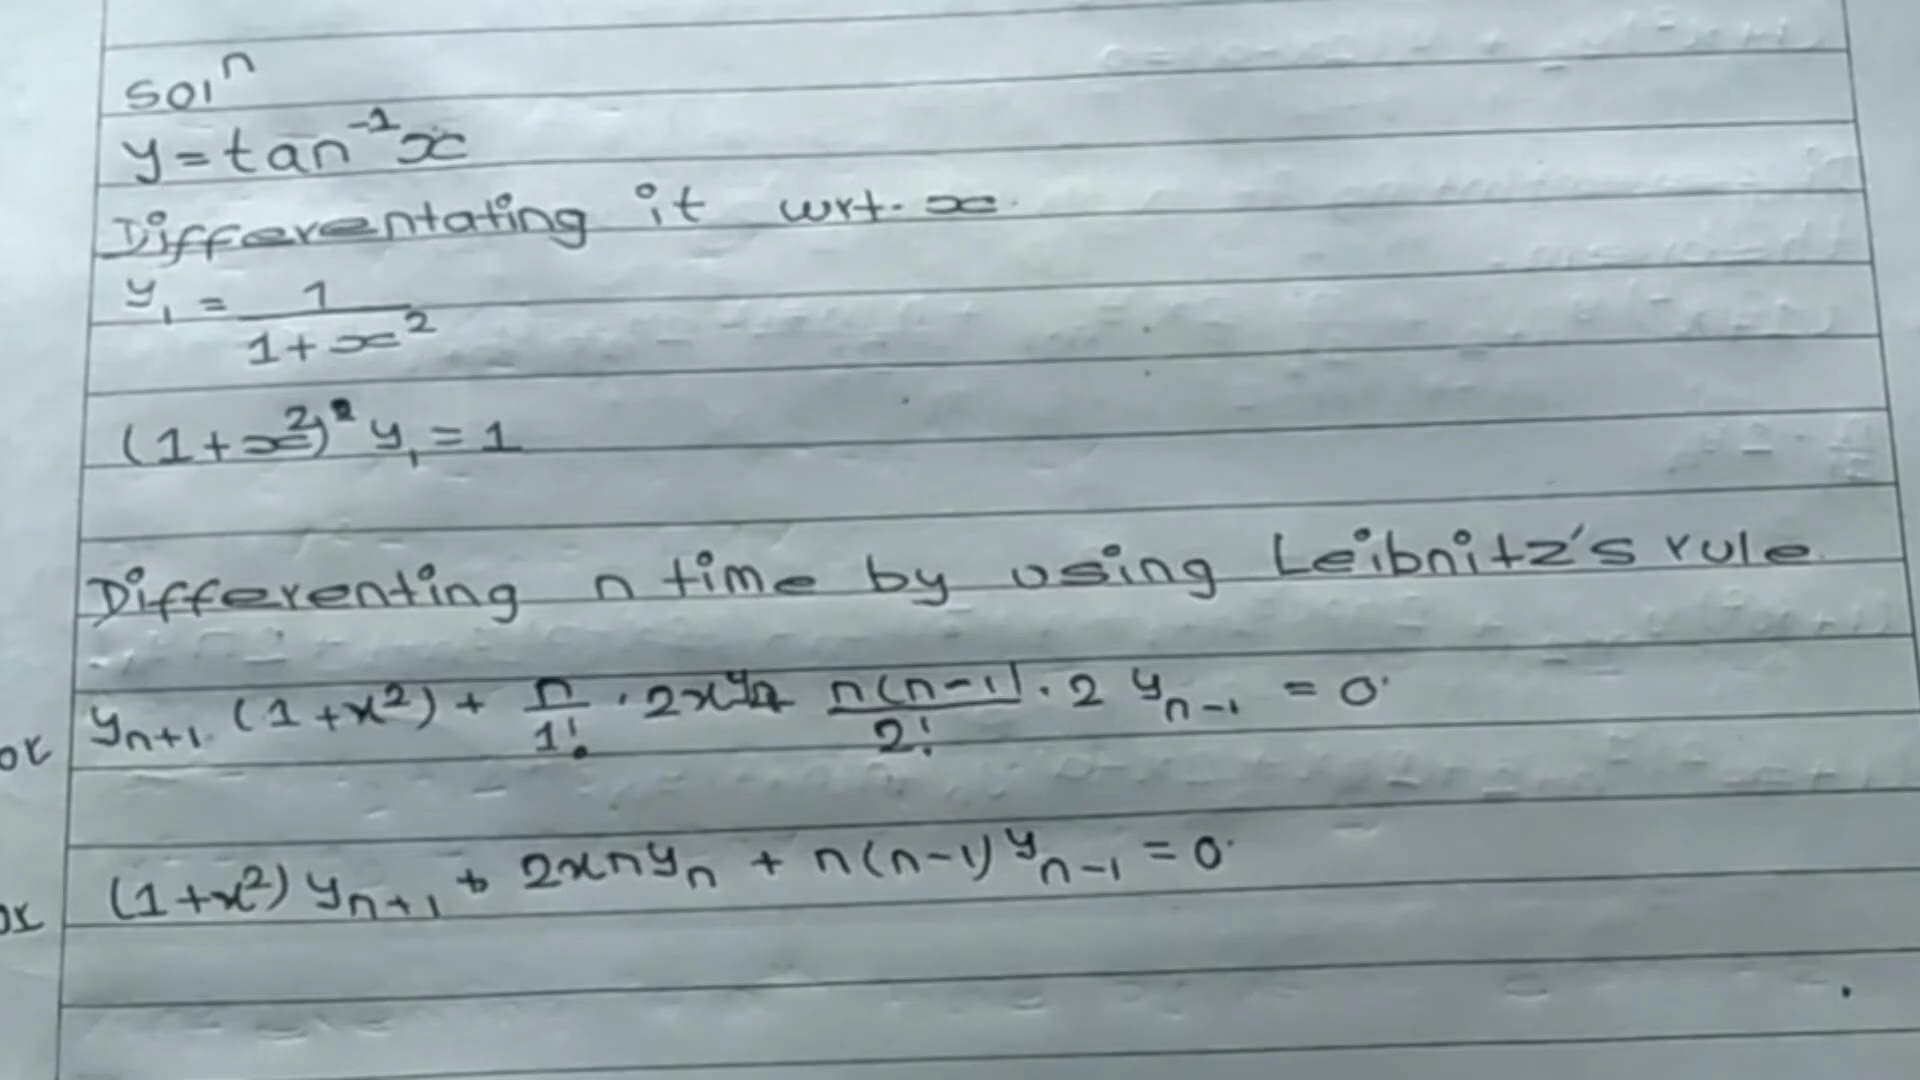 Solⁿ
y = tan⁻¹x
Differentating it wrt. x.
y₁ = 1/(1+x²)
(1+x²) y₁ = 1
Differenting n time by using Leibnitz's rule.
or yₙ₊₁ (1+x²) + n/1! · 2x yₙ + n(n-1)/2! · 2 yₙ₋₁ = 0.
or (1+x²) yₙ₊₁ + 2xnyₙ + n(n-1) yₙ₋₁ = 0.